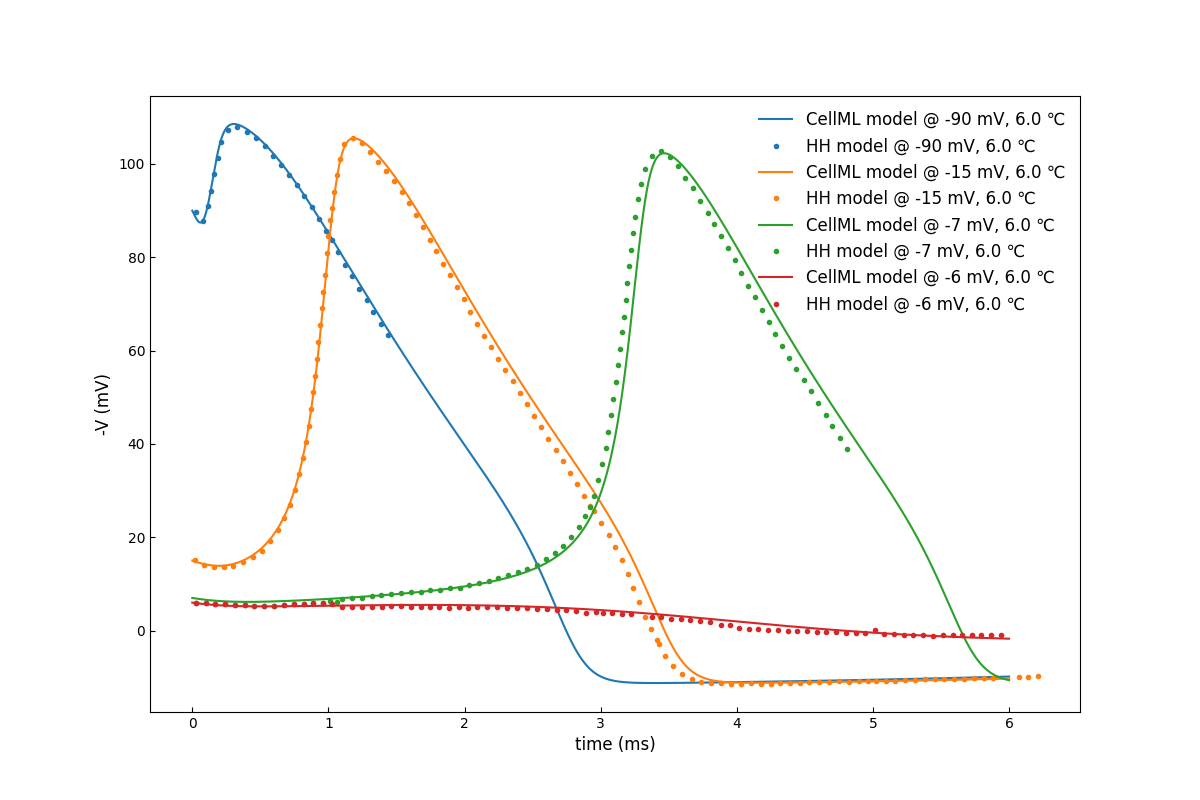 CellML model @ -90 mV, 6.0 ℃
HH model @ -90 mV, 6.0 ℃
CellML model @ -15 mV, 6.0 ℃
HH model @ -15 mV, 6.0 ℃
CellML model @ -7 mV, 6.0 ℃
HH model @ -7 mV, 6.0 ℃
CellML model @ -6 mV, 6.0 ℃
HH model @ -6 mV, 6.0 ℃
100
80
60
40
20
0
-V (mV)
0 1 2 3 4 5 6
time (ms)